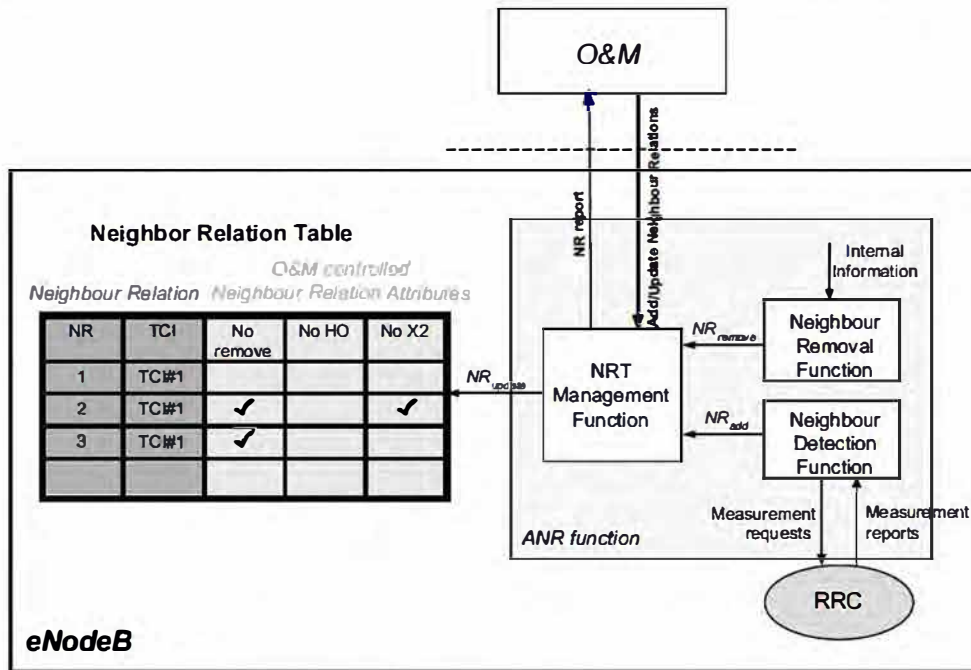 O&M
Add/Update Neighbour Relations
NR report
Neighbor Relation Table
O&M controlled
Neighbour Relation Neighbour Relation Attributes
NR TCI No remove No HO No X2
1 TCI#1
2 TCI#1 ✓ ✓
3 TCI#1 ✓
NR update
NRT
Management
Function
Internal
Information
NR remove
Neighbour
Removal
Function
NR add
Neighbour
Detection
Function
Measurement
requests
Measurement
reports
ANR function
RRC
eNodeB